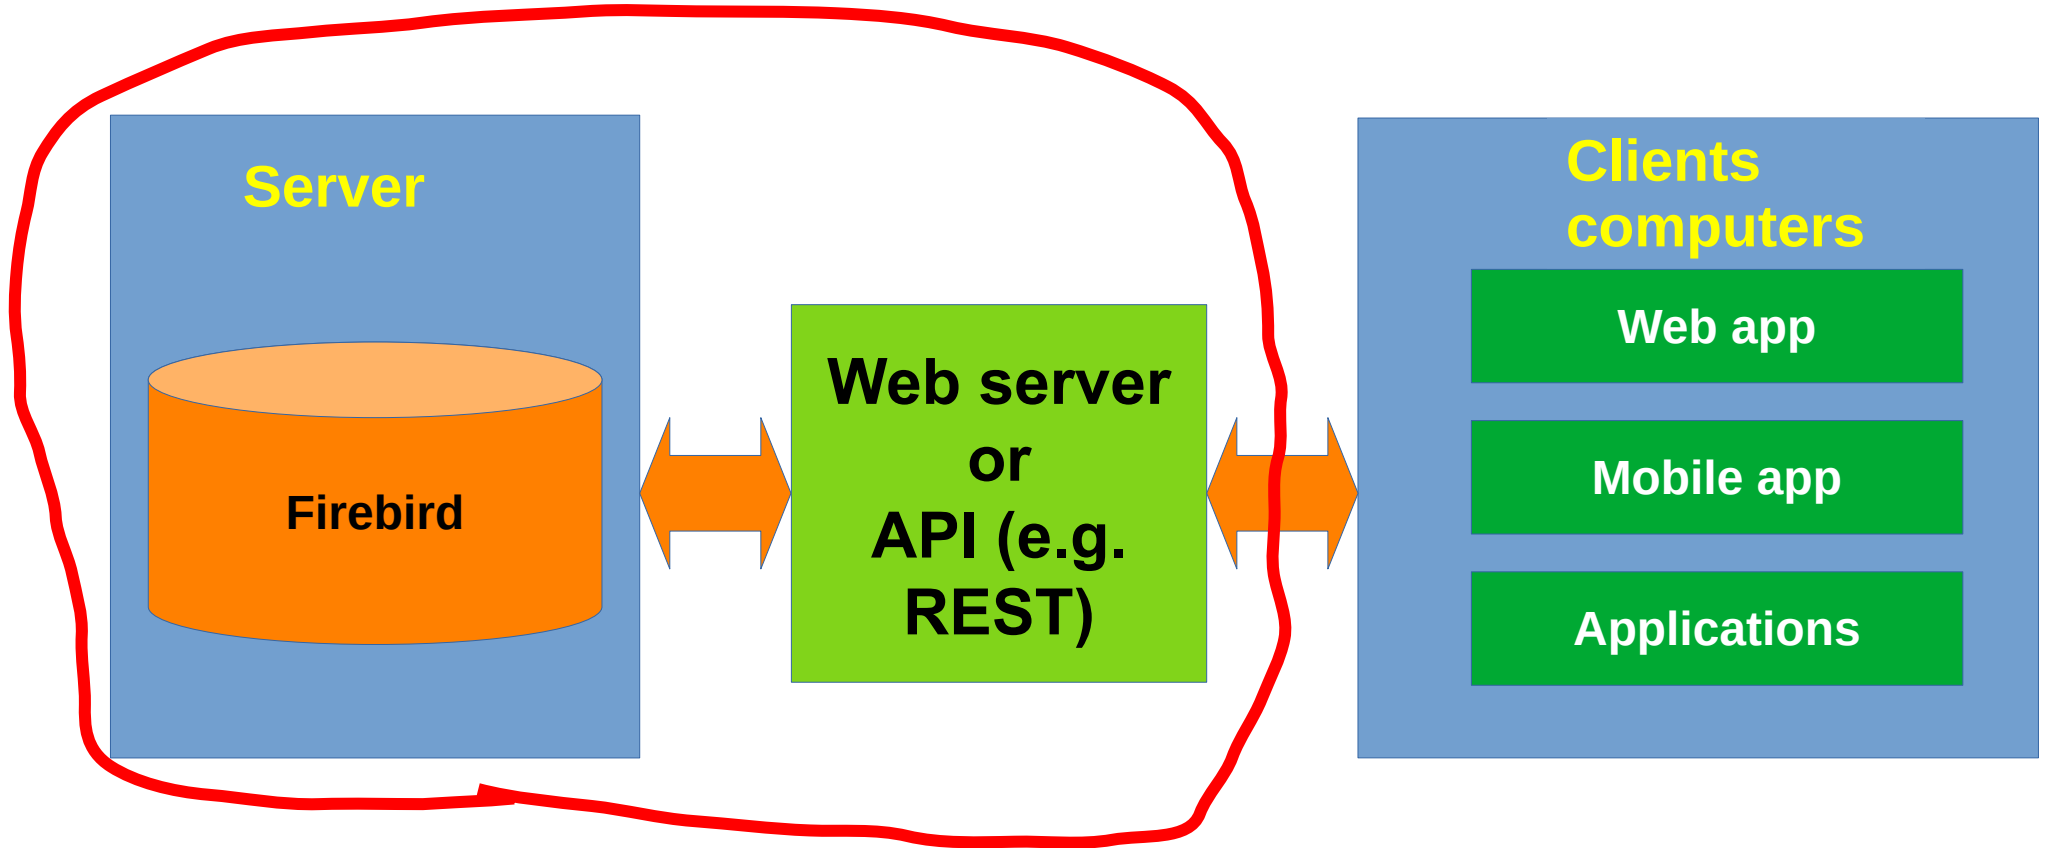 Server
Firebird
Web server
or
API (e.g.
REST)
Clients
computers
Web app
Mobile app
Applications